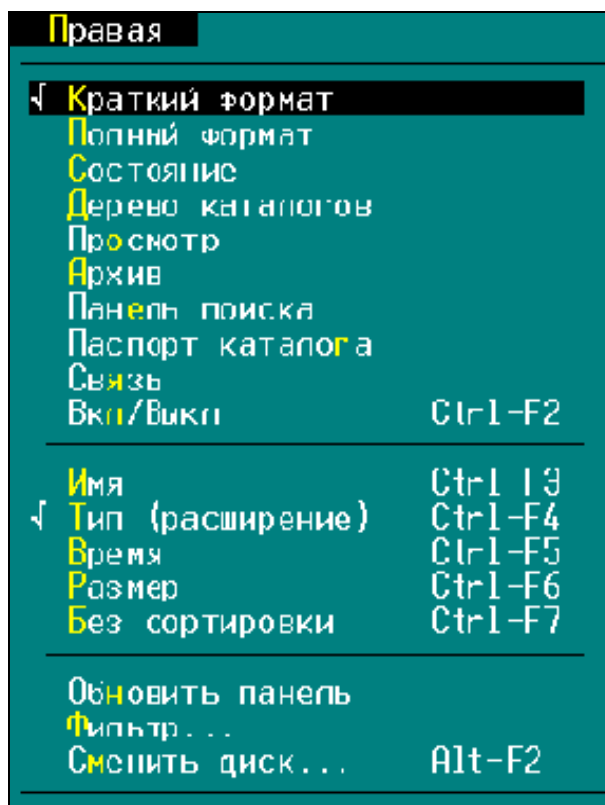 Правая
√ Краткий формат
Полный формат
Состояние
Дерево каталогов
Просмотр
Архив
Панель поиска
Паспорт каталога
Связь
Вкл/Выкл Ctrl-F2
Имя Ctrl-F3
√ Тип (расширение) Ctrl-F4
Время Ctrl-F5
Размер Ctrl-F6
Без сортировки Ctrl-F7
Обновить панель
Фильтр...
Сменить диск... Alt-F2